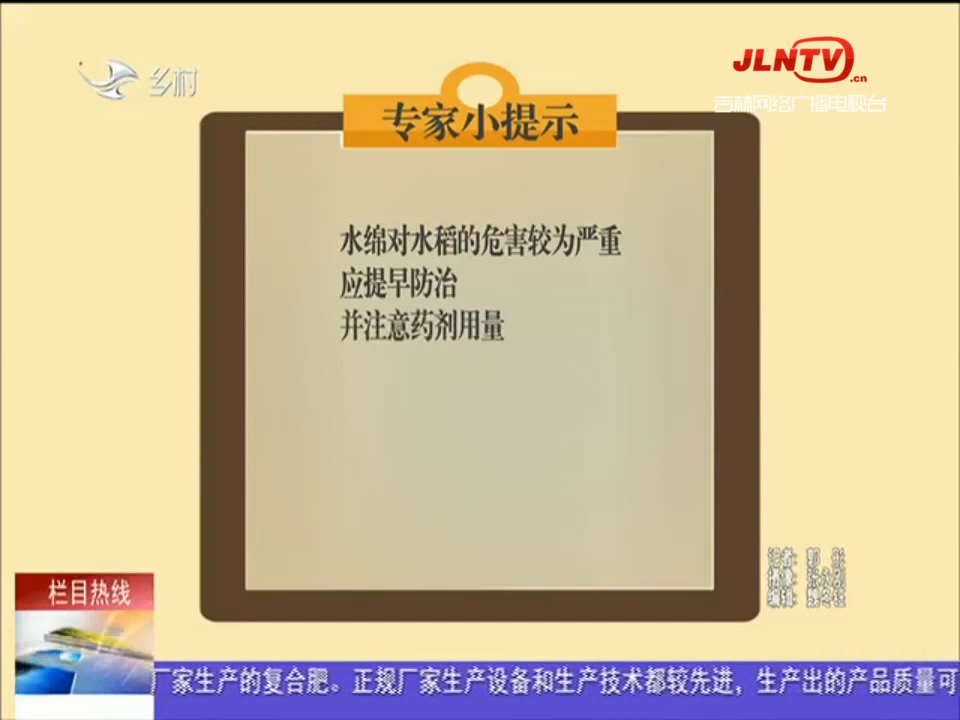 乡村
JLNTV.cn
吉林网络广播电视台
专家小提示
水绵对水稻的危害较为严重
应提早防治
并注意药剂用量
记者:
编辑:
栏目热线
厂家生产的复合肥。正规厂家生产设备和生产技术都较先进，生产出的产品质量可